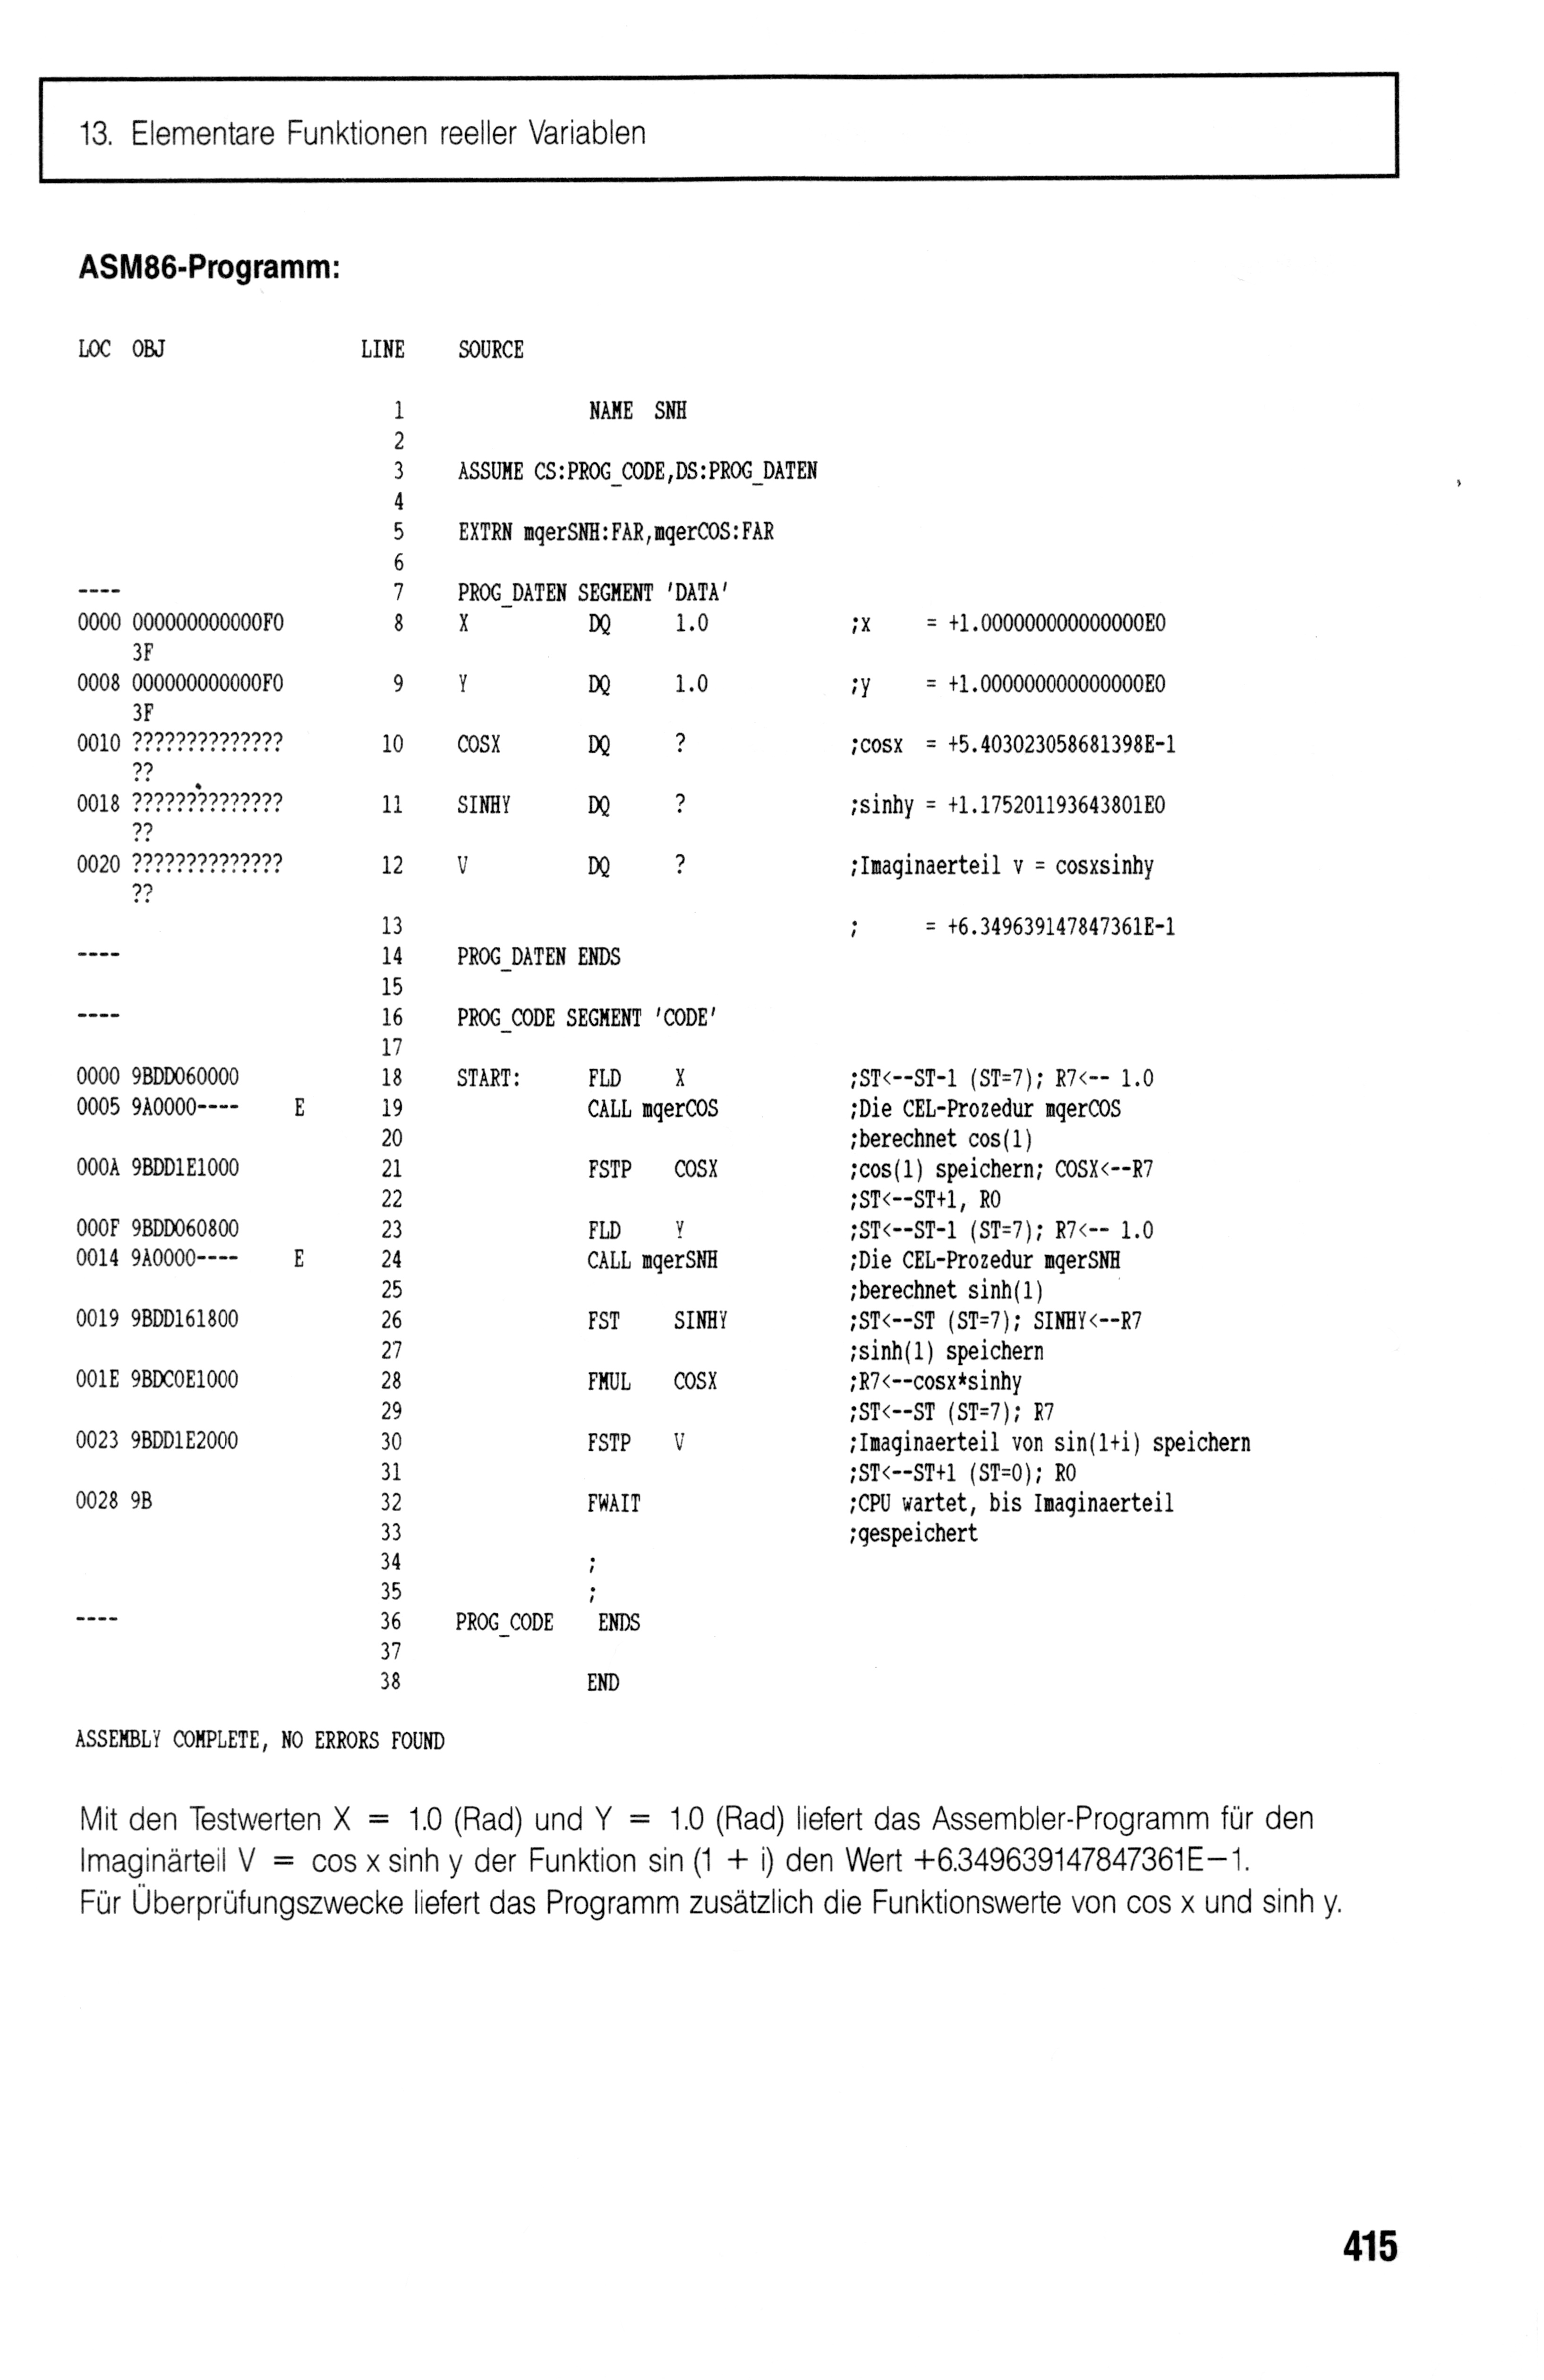 13. Elementare Funktionen reeller Variablen
ASM86-Programm:
LOC OBJ LINE SOURCE
1 NAME SNH
2
3 ASSUME CS:PROG_CODE,DS:PROG_DATEN
4
5 EXTRN mqerSNH:FAR,mqerCOS:FAR
6
---- 7 PROG_DATEN SEGMENT 'DATA'
0000 000000000000F0 8 X DQ 1.0 ;x = +1.000000000000000E0
3F
0008 000000000000F0 9 Y DQ 1.0 ;y = +1.000000000000000E0
3F
0010 ?????????????? 10 COSX DQ ? ;cosx = +5.403023058681398E-1
??
0018 ?????????????? 11 SINHY DQ ? ;sinhy = +1.175201193643801E0
??
0020 ?????????????? 12 V DQ ? ;Imaginaerteil v = cosxsinhy
??
13 ; = +6.349639147847361E-1
---- 14 PROG_DATEN ENDS
15
---- 16 PROG_CODE SEGMENT 'CODE'
17
0000 9BDD060000 18 START: FLD X ;ST<--ST-1 (ST=7); R7<-- 1.0
0005 9A0000---- E 19 CALL mqerCOS ;Die CEL-Prozedur mqerCOS
20 ;berechnet cos(1)
000A 9BDD1E1000 21 FSTP COSX ;cos(1) speichern; COSX<--R7
22 ;ST<--ST+1, R0
000F 9BDD060800 23 FLD Y ;ST<--ST-1 (ST=7); R7<-- 1.0
0014 9A0000---- E 24 CALL mqerSNH ;Die CEL-Prozedur mqerSNH
25 ;berechnet sinh(1)
0019 9BDD161800 26 FST SINHY ;ST<--ST (ST=7); SINHY<--R7
27 ;sinh(1) speichern
001E 9BDC0E1000 28 FMUL COSX ;R7<--cosx*sinhy
29 ;ST<--ST (ST=7); R7
0023 9BDD1E2000 30 FSTP V ;Imaginaerteil von sin(1+i) speichern
31 ;ST<--ST+1 (ST=0); R0
0028 9B 32 FWAIT ;CPU wartet, bis Imaginaerteil
33 ;gespeichert
34 ;
35 ;
---- 36 PROG_CODE ENDS
37
38 END
ASSEMBLY COMPLETE, NO ERRORS FOUND
Mit den Testwerten X = 1.0 (Rad) und Y = 1.0 (Rad) liefert das Assembler-Programm für den
Imaginärteil V = cos x sinh y der Funktion sin (1 + i) den Wert +6.349639147847361E−1.
Für Überprüfungszwecke liefert das Programm zusätzlich die Funktionswerte von cos x und sinh y.
415